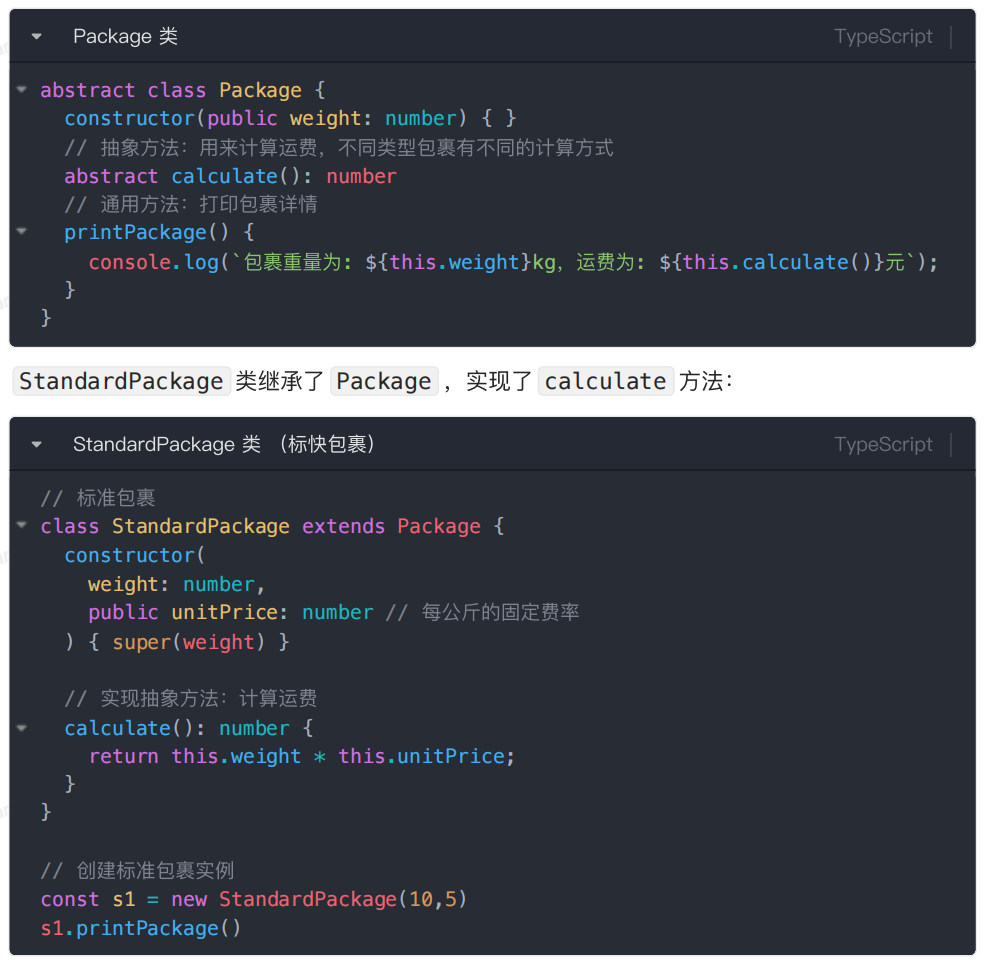 Package 类
TypeScript
abstract class Package {
constructor(public weight: number) { }
// 抽象方法：用来计算运费，不同类型包裹有不同的计算方式
abstract calculate(): number
// 通用方法：打印包裹详情
printPackage() {
console.log(`包裹重量为: ${this.weight}kg，运费为: ${this.calculate()}元`);
}
}
StandardPackage 类继承了 Package ，实现了 calculate 方法：
StandardPackage 类 （标快包裹）
TypeScript
// 标准包裹
class StandardPackage extends Package {
constructor(
weight: number,
public unitPrice: number // 每公斤的固定费率
) { super(weight) }
// 实现抽象方法：计算运费
calculate(): number {
return this.weight * this.unitPrice;
}
}
// 创建标准包裹实例
const s1 = new StandardPackage(10,5)
s1.printPackage()